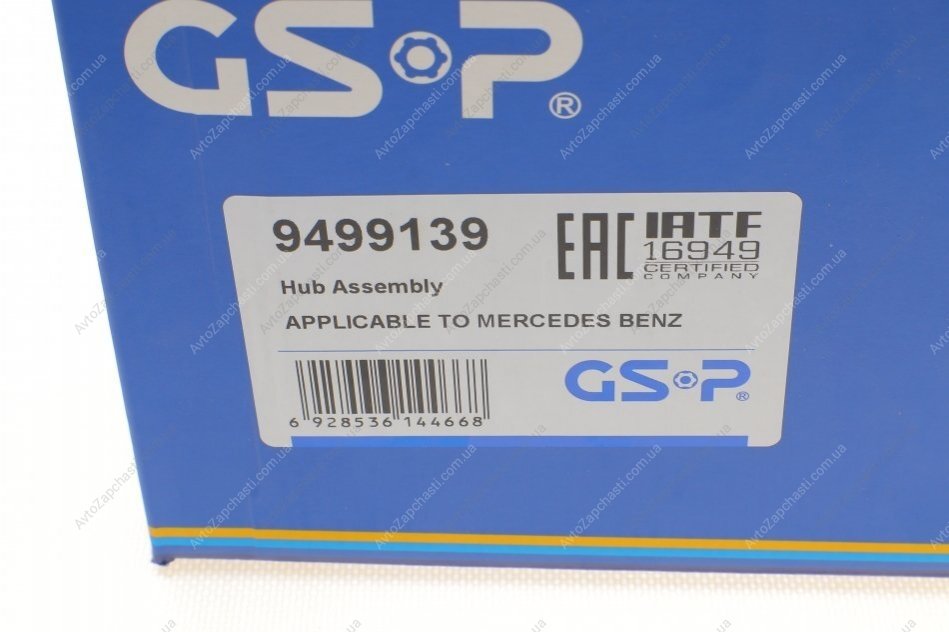 GSP®
9499139
EAC
IATF
16949
CERTIFIED
COMPANY
Hub Assembly
APPLICABLE TO MERCEDES BENZ
GSP®
6 928536 144668
AvtoZapchasti.com.ua